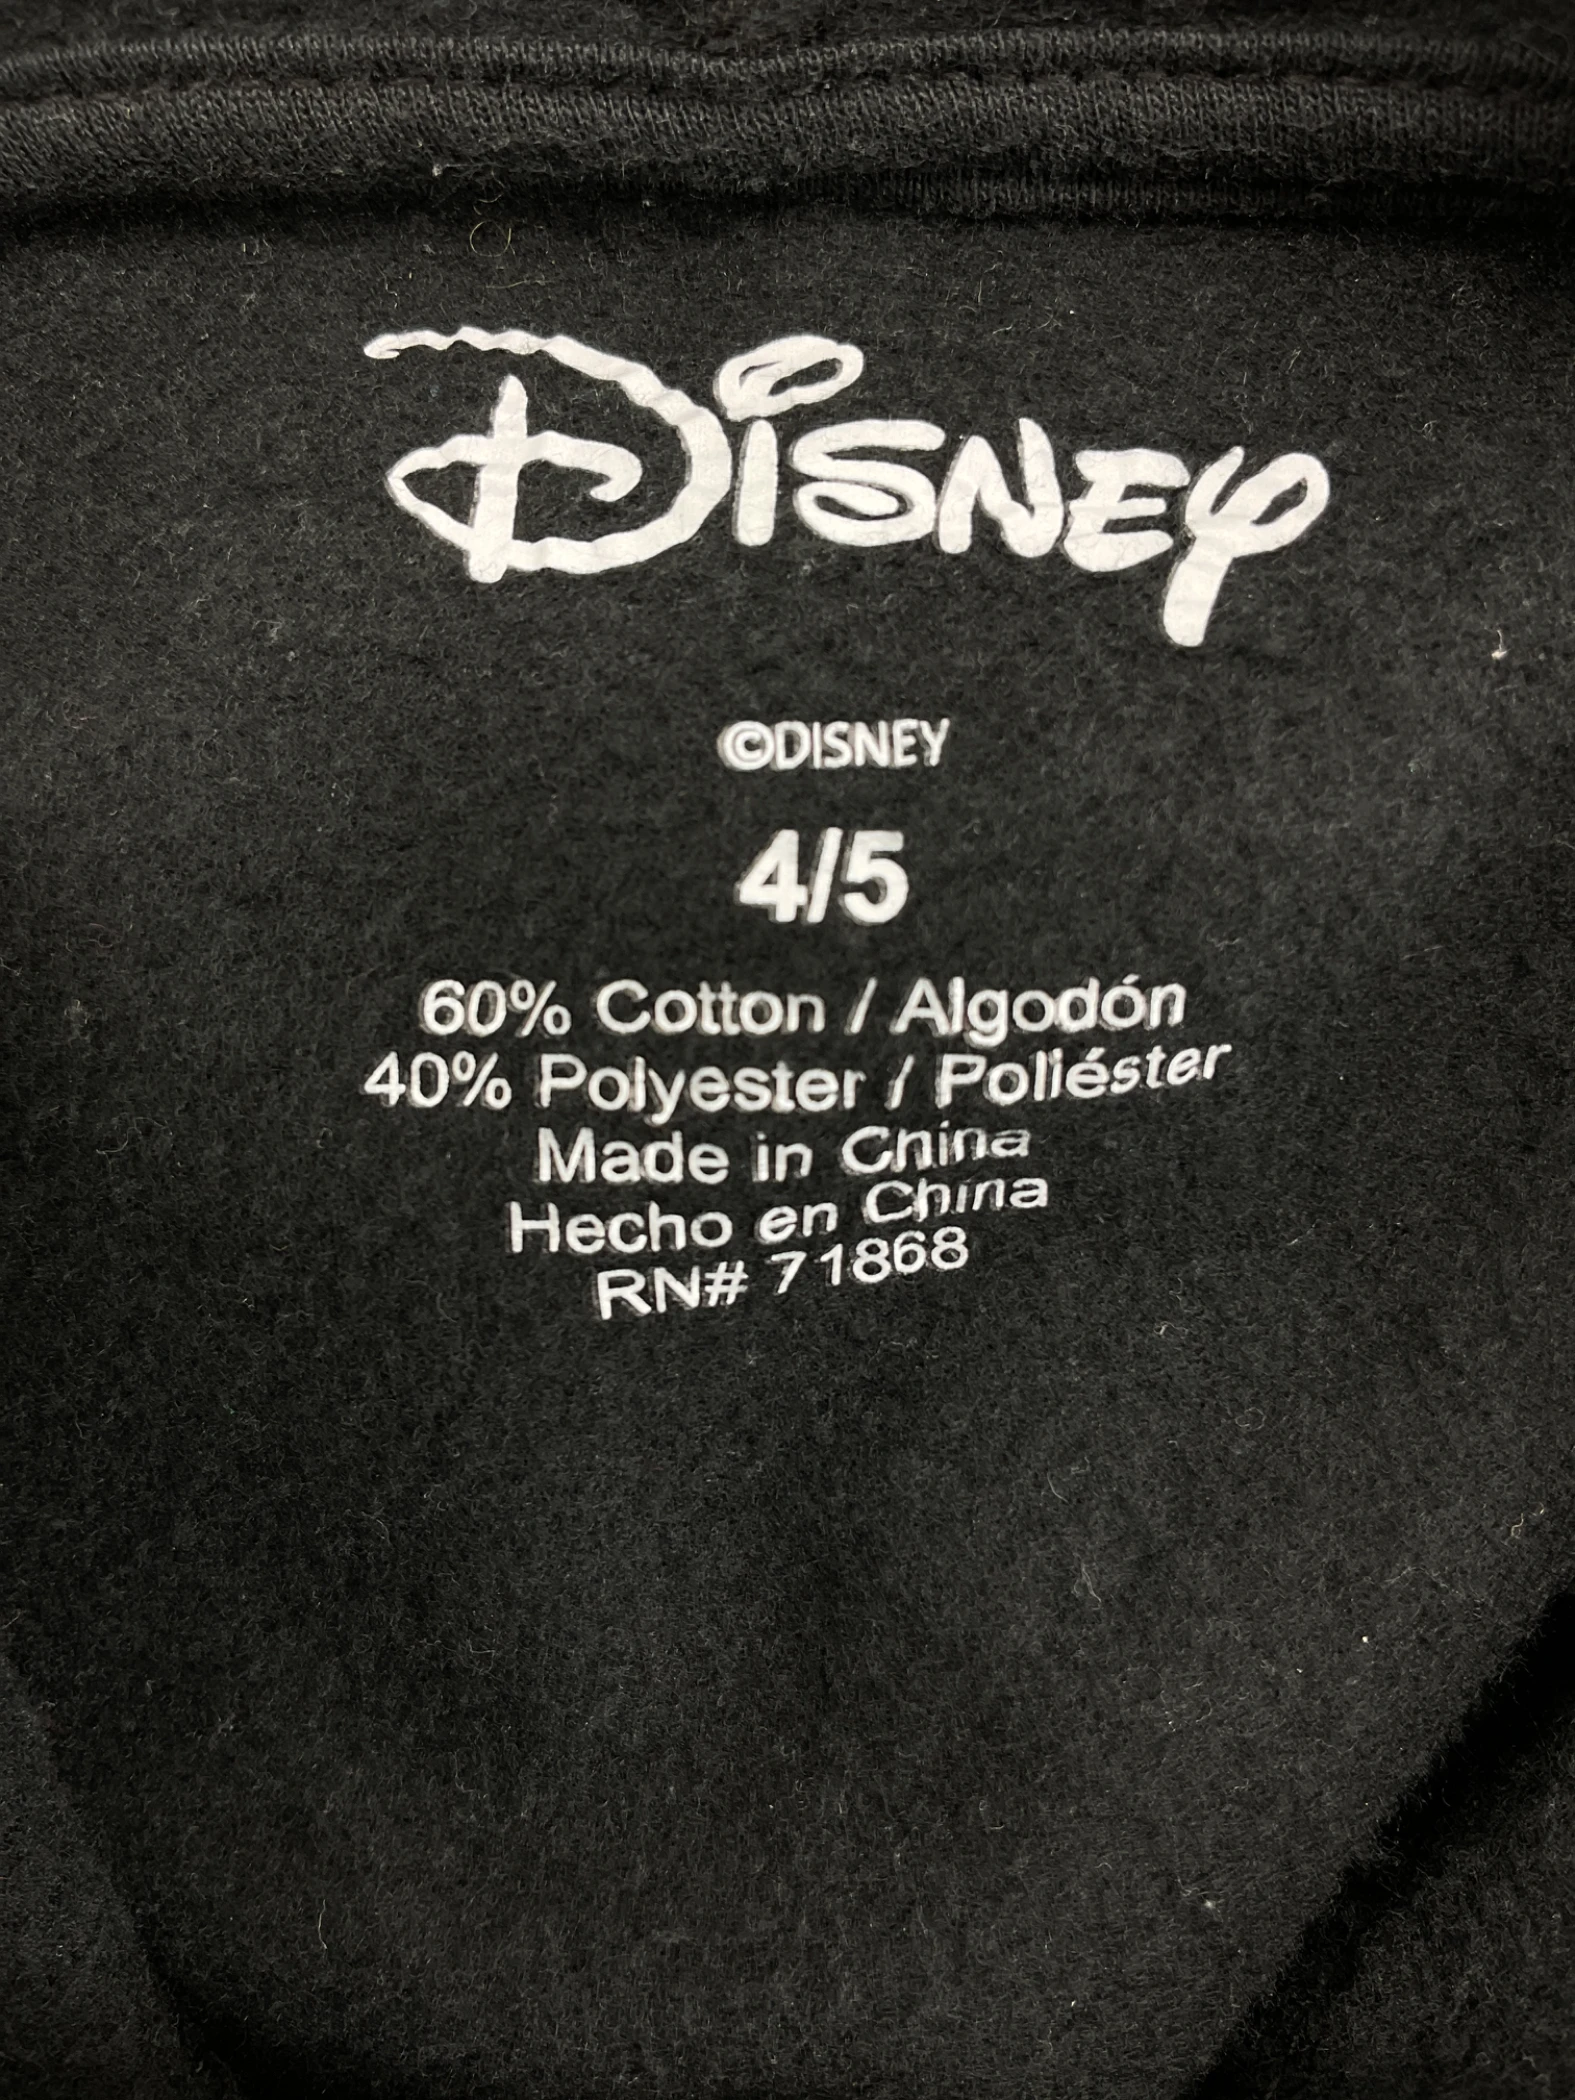 Disney
©DISNEY
4/5
60% Cotton / Algodón
40% Polyester / Poliéster
Made in China
Hecho en China
RN# 71868